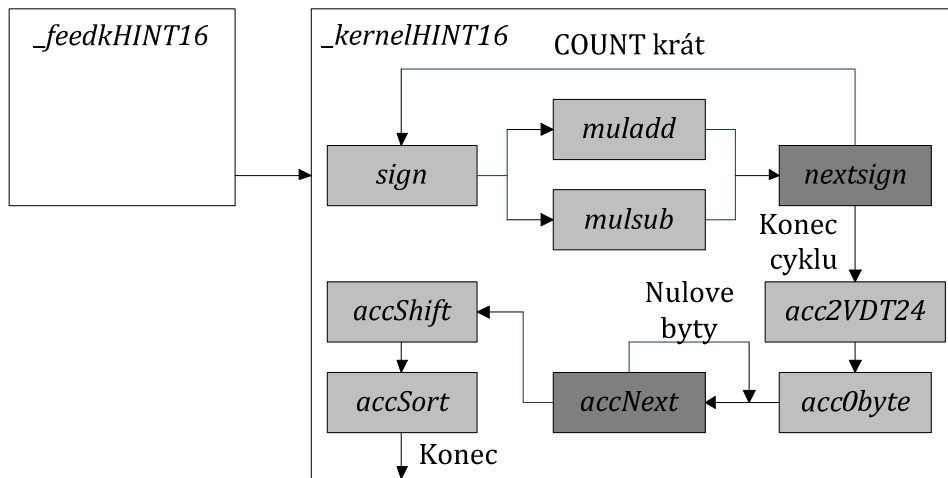 _feedkHINT16
_kernelHINT16
COUNT krát
muladd
sign
nextsign
mulsub
Konec
cyklu
accShift
Nulove
byty
acc2VDT24
accSort
accNext
acc0byte
Konec